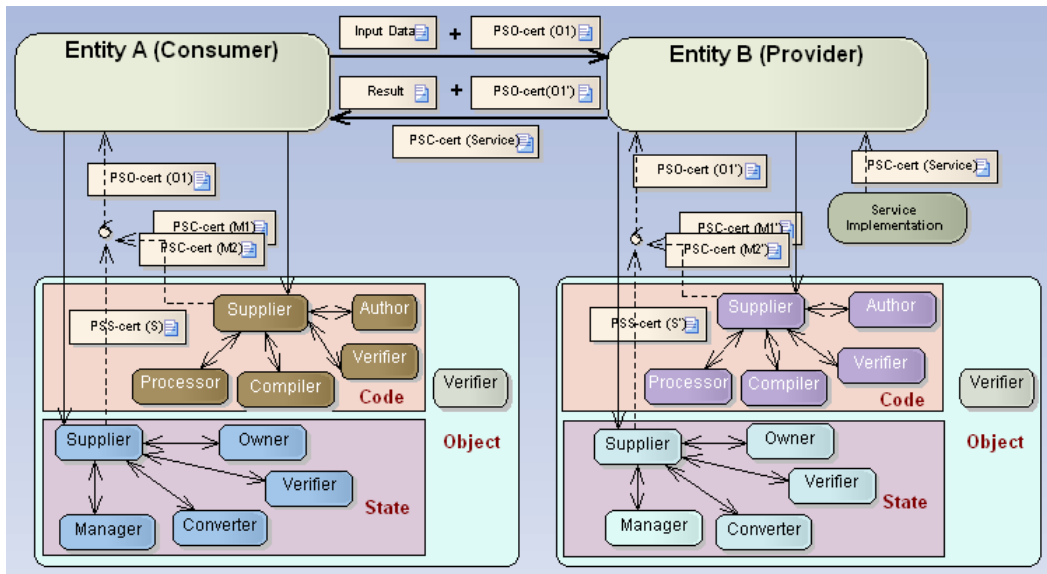 Input Data
+
PSO-cert (O1)
Entity A (Consumer)
Entity B (Provider)
Result
+
PSO-cert(O1')
PSC-cert (Service)
PSO-cert (O1)
PSO-cert (O1')
PSC-cert (Service)
PSC-cert (M1)
PSC-cert (M2)
PSC-cert (M1')
PSC-cert (M2')
Service
Implementation
PSS-cert (S)
Supplier
Author
Verifier
Processor
Compiler
Code
Verifier
Object
Supplier
Owner
Verifier
Manager
Converter
State
PSS-cert (S')
Supplier
Author
Verifier
Processor
Compiler
Code
Verifier
Object
Supplier
Owner
Verifier
Manager
Converter
State